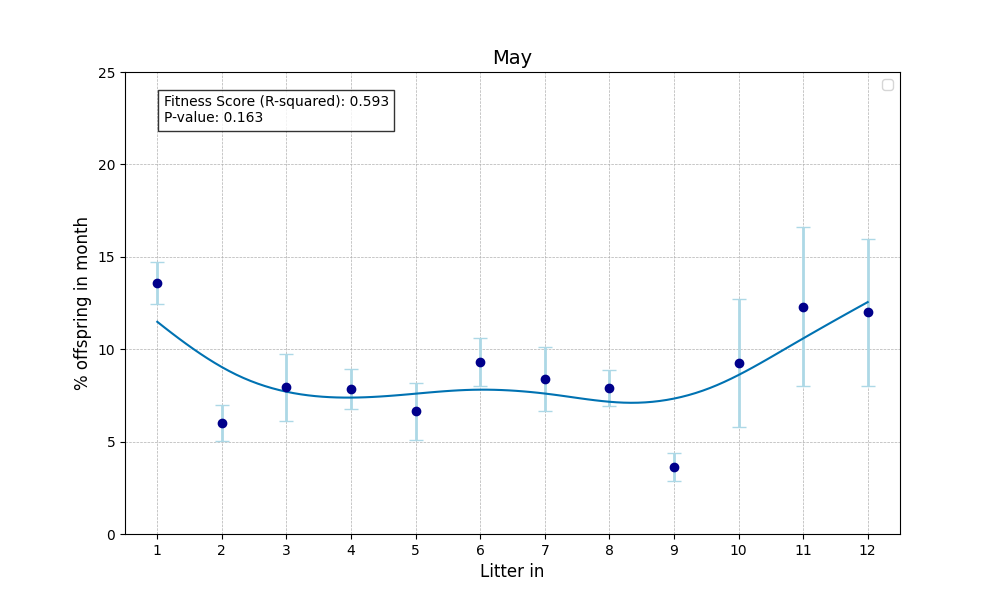 May
25
20
15
10
5
0
% offspring in month
Fitness Score (R-squared): 0.593
P-value: 0.163
1 2 3 4 5 6 7 8 9 10 11 12
Litter in